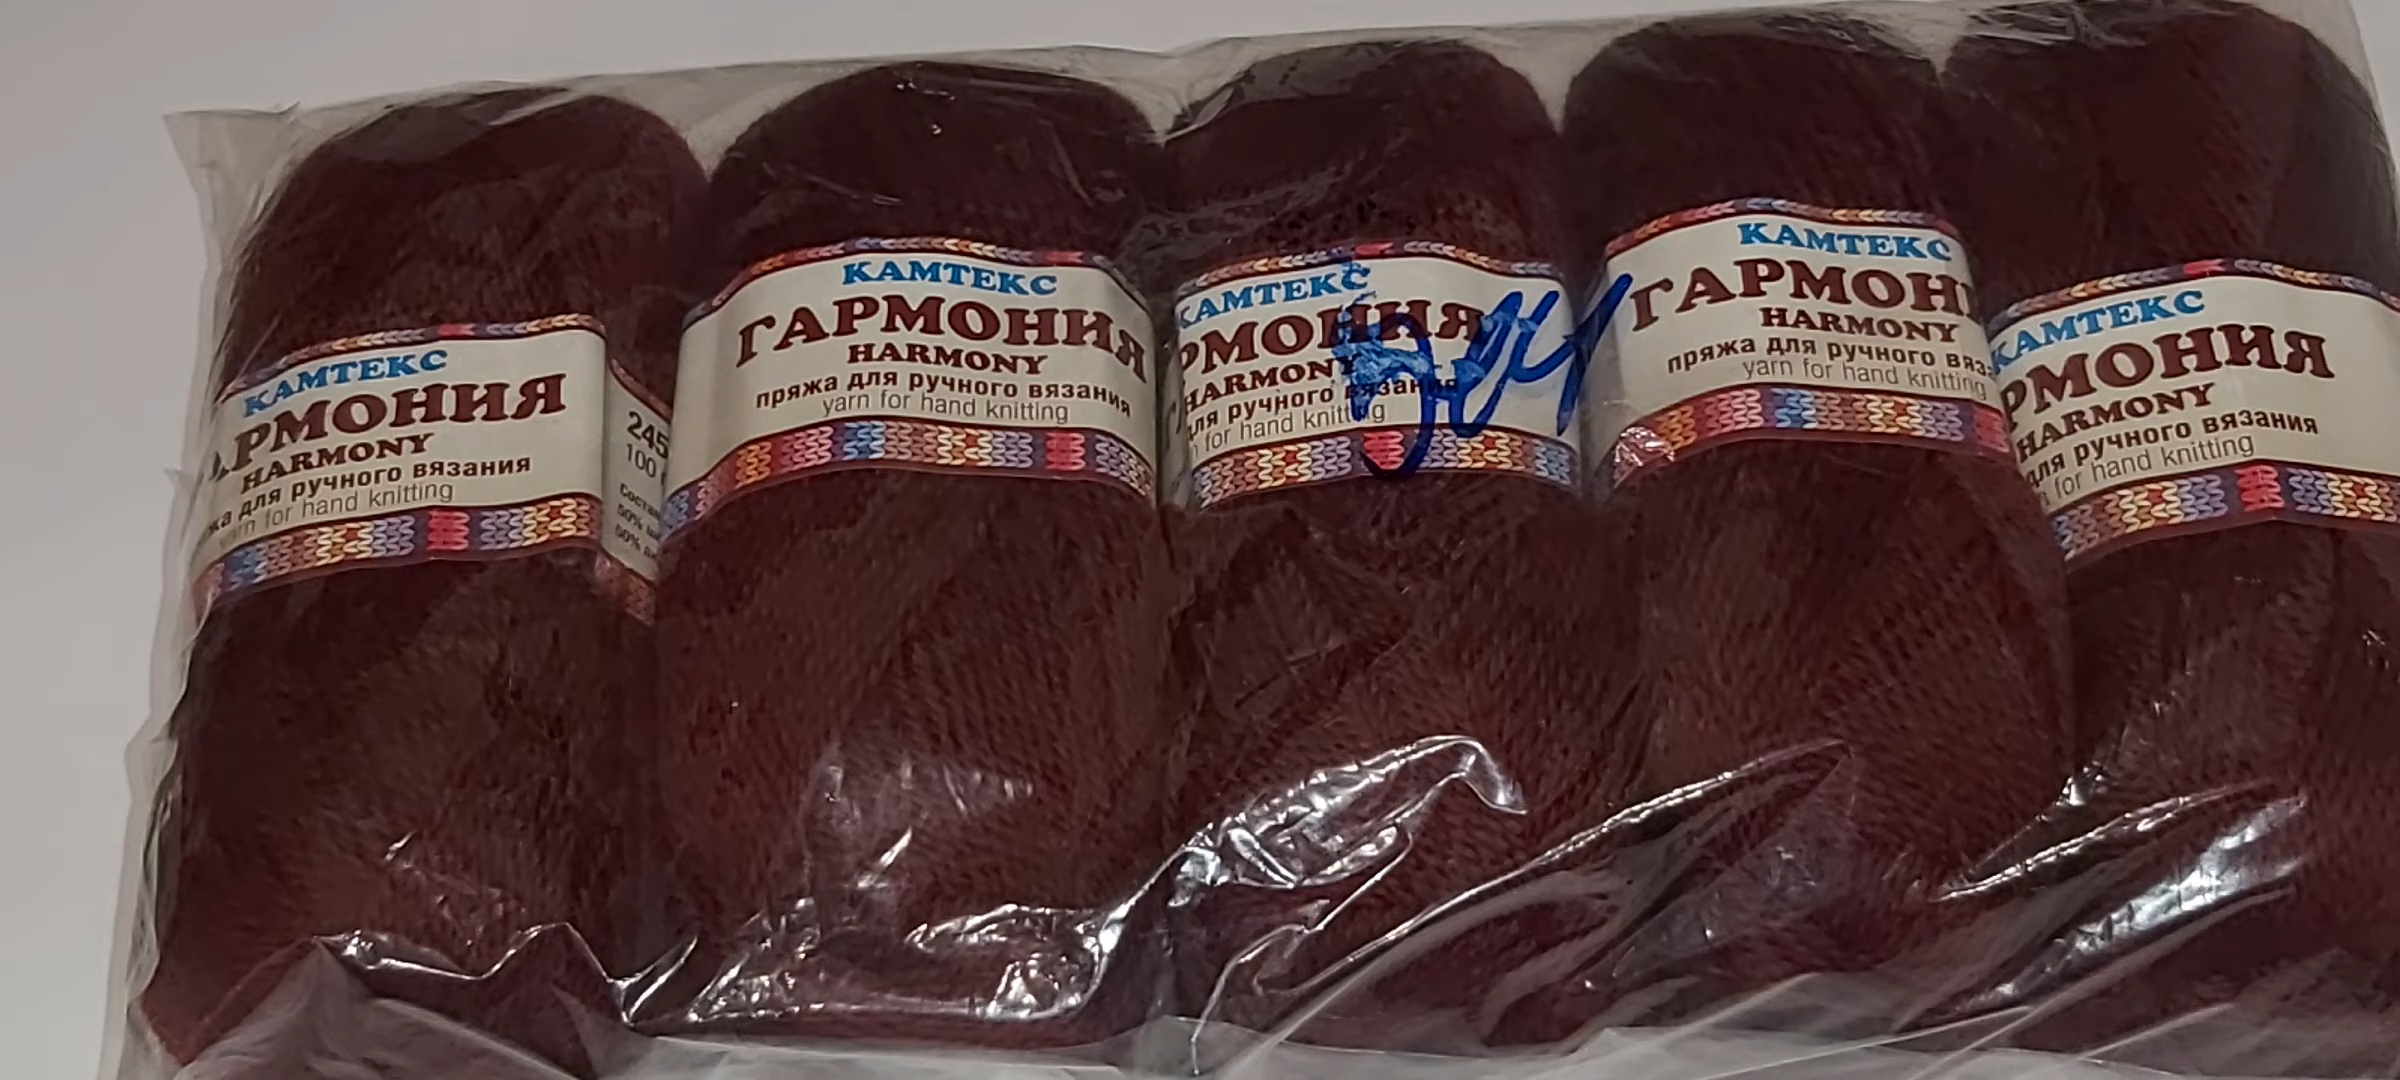 КАМТЕКС
АРМОНИЯ
HARMONY
для ручного вязания
yarn for hand knitting
245
100
50%
50%
КАМТЕКС
ГАРМОНИЯ
HARMONY
пряжа для ручного вязания
yarn for hand knitting
КАМТЕКС
РМОНИЯ
HARMONY
для ручного вязания
for hand knitting
КАМТЕКС
ГАРМОНИ
HARMONY
пряжа для ручного вяз
yarn for hand knitting
КАМТЕКС
РМОНИЯ
HARMONY
для ручного вязания
for hand knitting